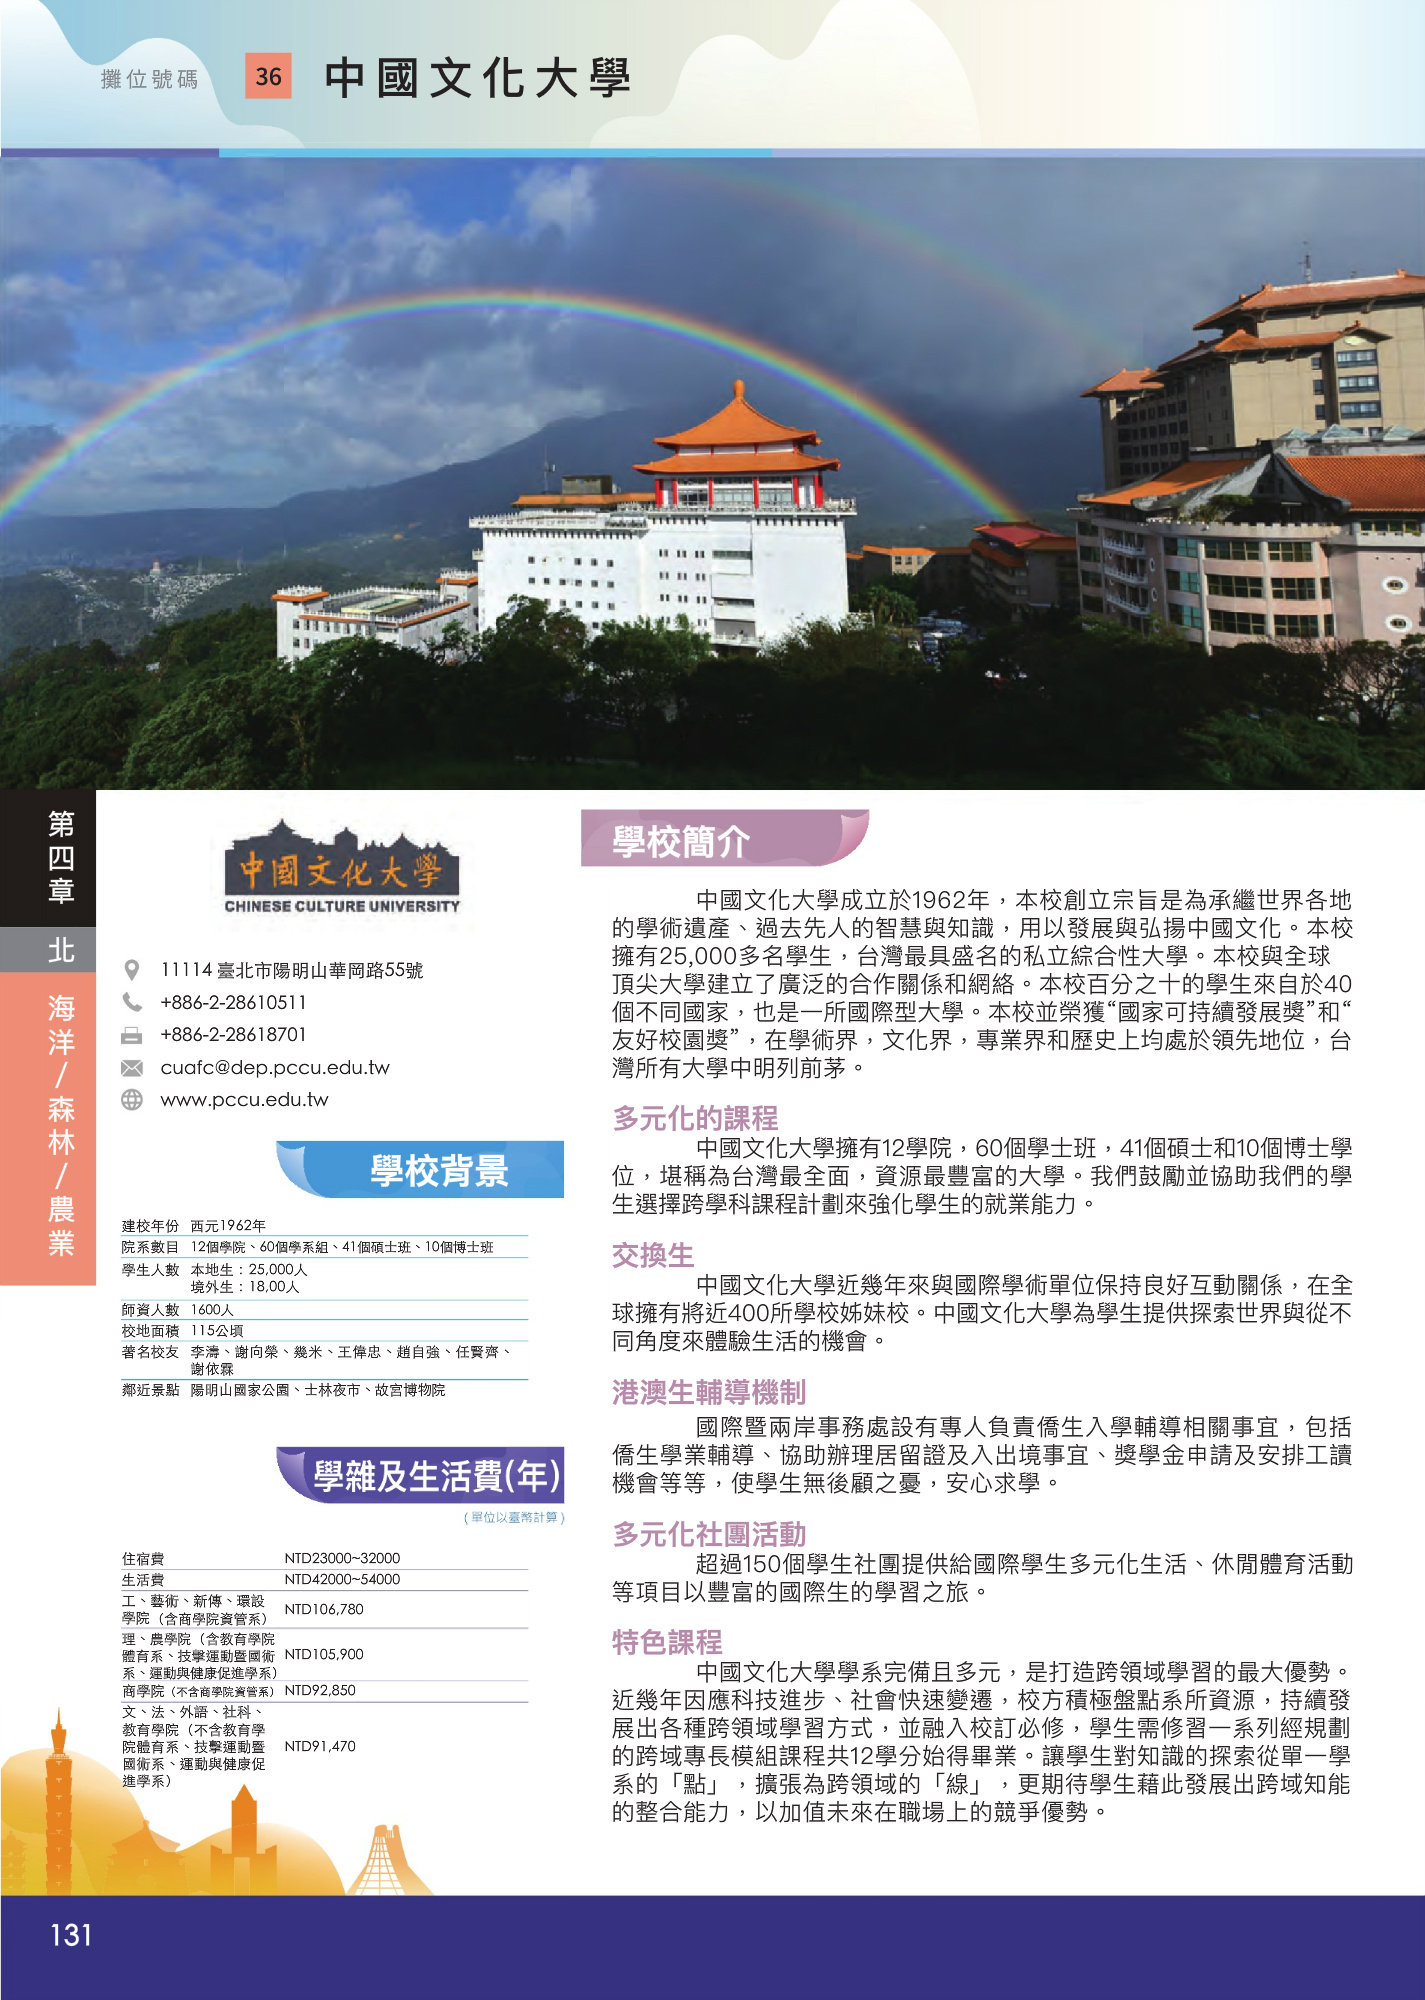 攤位號碼 36 中國文化大學
第四章
北
海洋/森林/農業
中國文化大學
CHINESE CULTURE UNIVERSITY
11114 臺北市陽明山華岡路55號
+886-2-28610511
+886-2-28618701
cuafc@dep.pccu.edu.tw
www.pccu.edu.tw
學校背景
建校年份 西元1962年
院系數目 12個學院、60個學系組、41個碩士班、10個博士班
學生人數 本地生：25,000人
境外生：18,00人
師資人數 1600人
校地面積 115公頃
著名校友 李濤、謝向榮、幾米、王偉忠、趙自強、任賢齊、
謝依霖
鄰近景點 陽明山國家公園、士林夜市、故宮博物院
學雜及生活費(年)
(單位以臺幣計算)
住宿費 NTD23000~32000
生活費 NTD42000~54000
工、藝術、新傳、環設
學院（含商學院資管系） NTD106,780
理、農學院（含教育學院
體育系、技擊運動暨國術 NTD105,900
系、運動與健康促進學系）
商學院（不含商學院資管系） NTD92,850
文、法、外語、社科、
教育學院（不含教育學
院體育系、技擊運動暨 NTD91,470
國術系、運動與健康促
進學系）
學校簡介
中國文化大學成立於1962年，本校創立宗旨是為承繼世界各地
的學術遺產、過去先人的智慧與知識，用以發展與弘揚中國文化。本校
擁有25,000多名學生，台灣最具盛名的私立綜合性大學。本校與全球
頂尖大學建立了廣泛的合作關係和網絡。本校百分之十的學生來自於40
個不同國家，也是一所國際型大學。本校並榮獲“國家可持續發展獎”和“
友好校園獎”，在學術界，文化界，專業界和歷史上均處於領先地位，台
灣所有大學中明列前茅。
多元化的課程
中國文化大學擁有12學院，60個學士班，41個碩士和10個博士學
位，堪稱為台灣最全面，資源最豐富的大學。我們鼓勵並協助我們的學
生選擇跨學科課程計劃來強化學生的就業能力。
交換生
中國文化大學近幾年來與國際學術單位保持良好互動關係，在全
球擁有將近400所學校姊妹校。中國文化大學為學生提供探索世界與從不
同角度來體驗生活的機會。
港澳生輔導機制
國際暨兩岸事務處設有專人負責僑生入學輔導相關事宜，包括
僑生學業輔導、協助辦理居留證及入出境事宜、獎學金申請及安排工讀
機會等等，使學生無後顧之憂，安心求學。
多元化社團活動
超過150個學生社團提供給國際學生多元化生活、休閒體育活動
等項目以豐富的國際生的學習之旅。
特色課程
中國文化大學學系完備且多元，是打造跨領域學習的最大優勢。
近幾年因應科技進步、社會快速變遷，校方積極盤點系所資源，持續發
展出各種跨領域學習方式，並融入校訂必修，學生需修習一系列經規劃
的跨域專長模組課程共12學分始得畢業。讓學生對知識的探索從單一學
系的「點」，擴張為跨領域的「線」，更期待學生藉此發展出跨域知能
的整合能力，以加值未來在職場上的競爭優勢。
131